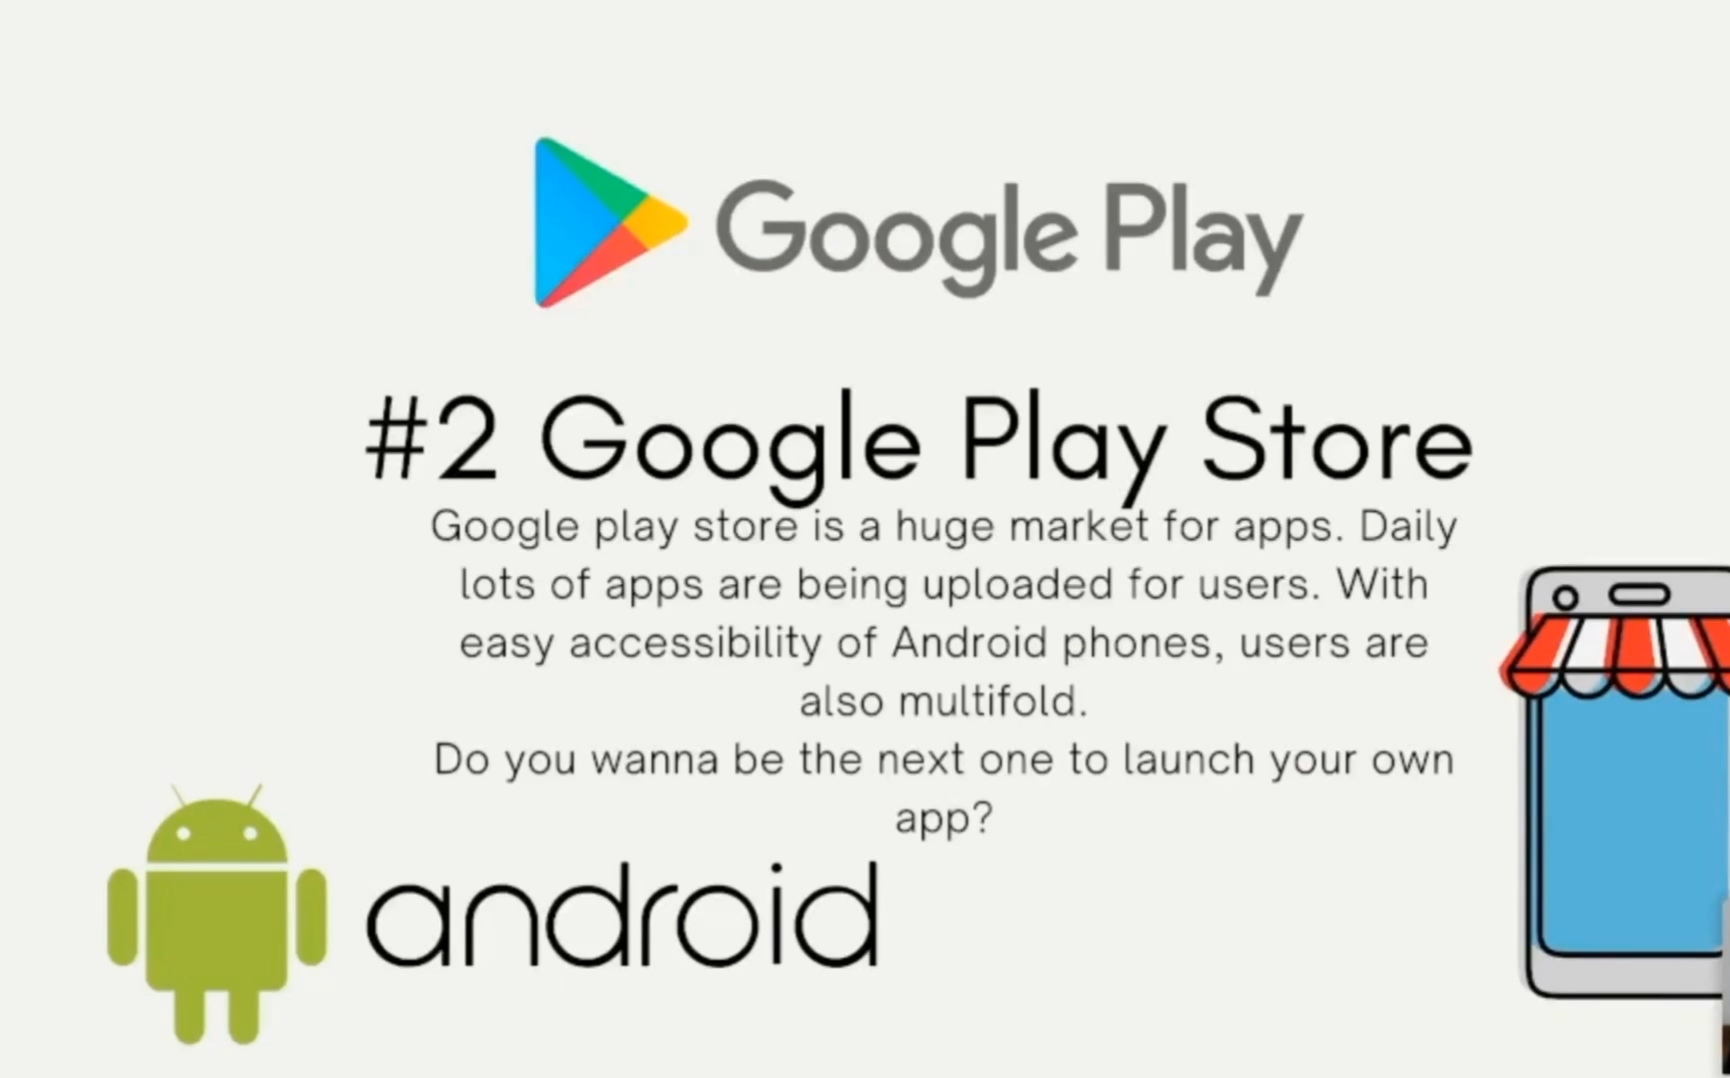 Google Play
#2 Google Play Store
Google play store is a huge market for apps. Daily
lots of apps are being uploaded for users. With
easy accessibility of Android phones, users are
also multifold.
Do you wanna be the next one to launch your own
app?
android